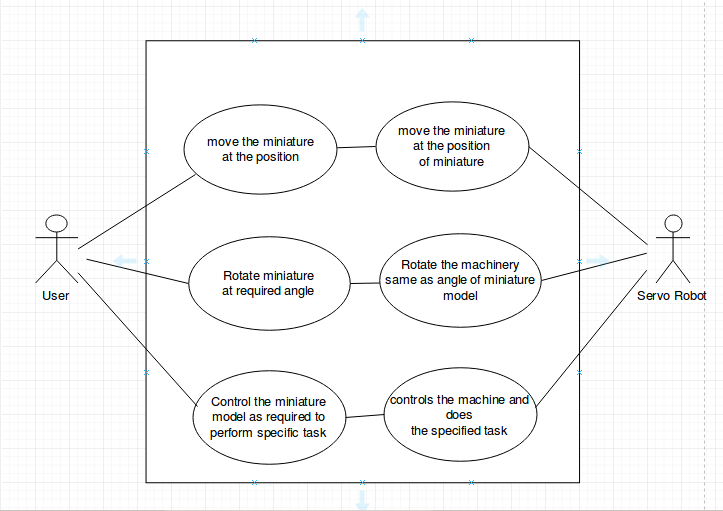 move the miniature
at the position
move the miniature
at the position
of miniature
User
Rotate miniature
at required angle
Rotate the machinery
same as angle of miniature
model
Servo Robot
Control the miniature
model as required to
perform specific task
controls the machine and
does
the specified task